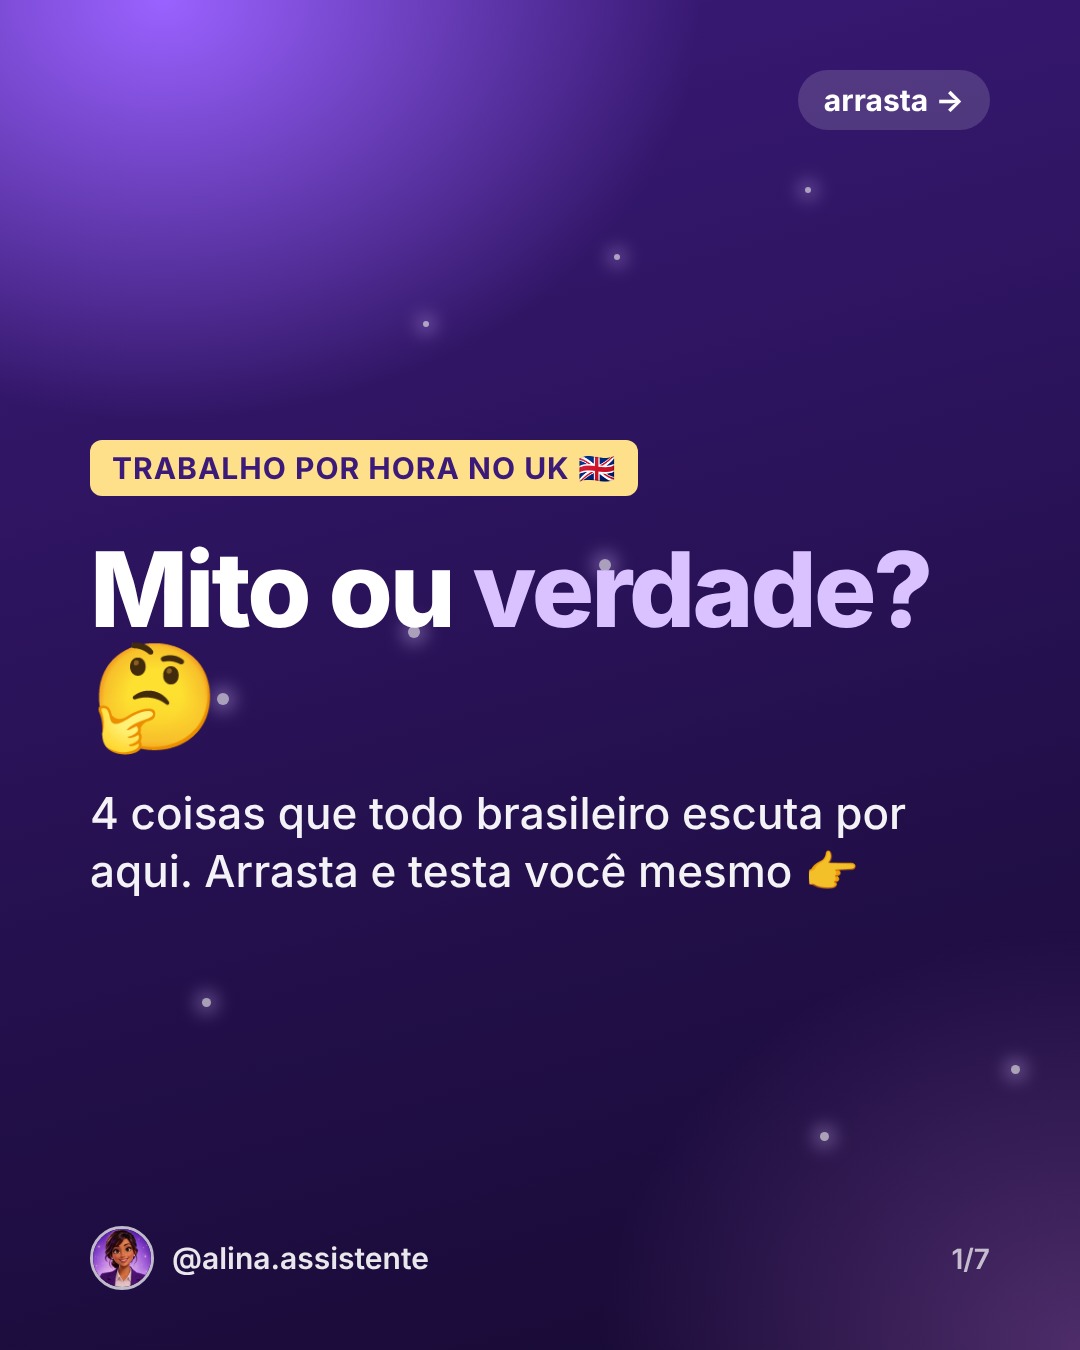 arrasta →
TRABALHO POR HORA NO UK 🇬🇧
Mito ou verdade?
🤔
4 coisas que todo brasileiro escuta por
aqui. Arrasta e testa você mesmo 👉
@alina.assistente
1/7